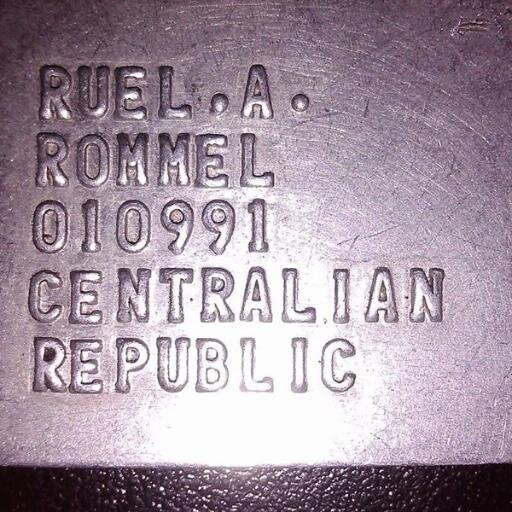 RUEL.A.
ROMMEL
010991
CENTRALIAN
REPUBLIC